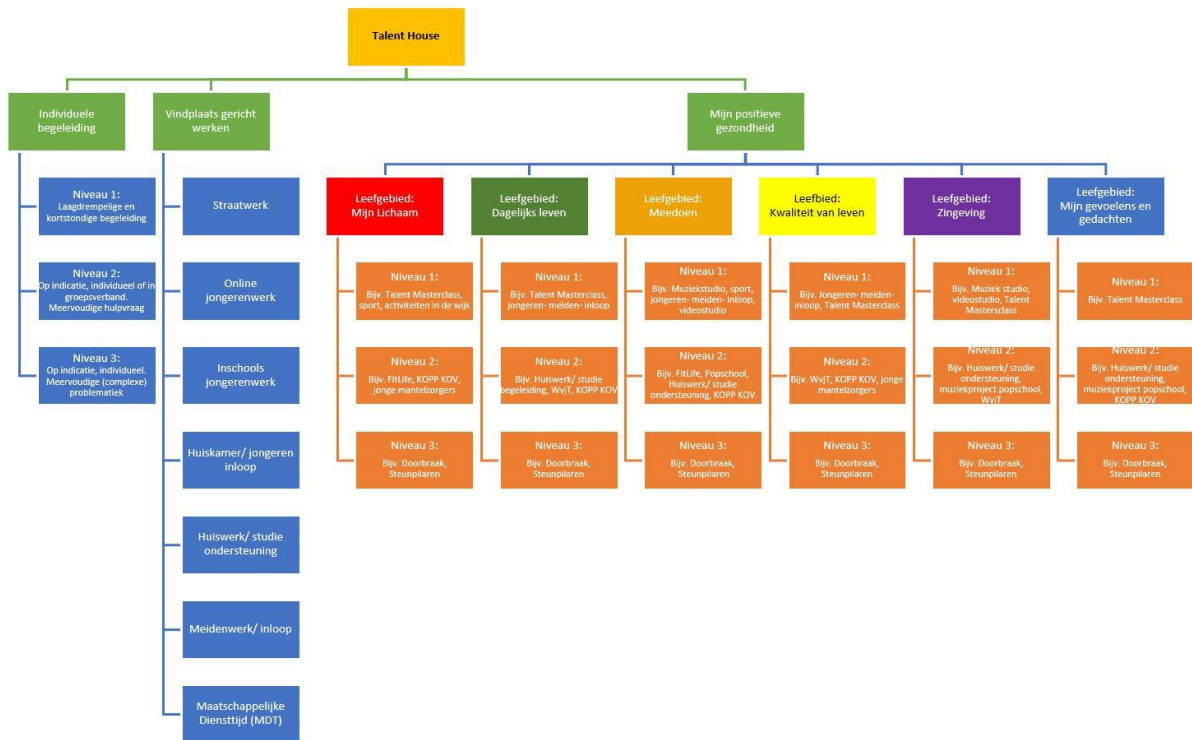 Talent House
Individuele
begeleiding
Vindplaats gericht
werken
Mijn positieve
gezondheid
Niveau 1:
Laagdrempelige en
kortstondige begeleiding
Niveau 2:
Op indicatie, individueel of in
groepsverband.
Meervoudige hulpvraag
Niveau 3:
Op indicatie, individueel.
Meervoudige (complexe)
problematiek
Straatwerk
Online
jongerenwerk
Inschools
jongerenwerk
Huiskamer/ jongeren
inloop
Huiswerk/ studie
ondersteuning
Meidenwerk/ inloop
Maatschappelijke
Diensttijd (MDT)
Leefgebied:
Mijn Lichaam
Niveau 1:
Bijv. Talent Masterclass,
sport, activiteiten in de wijk
Niveau 2:
Bijv. FitLife, KOPP KOV,
jonge mantelzorgers
Niveau 3:
Bijv. Doorbraak,
Steunpilaren
Leefgebied:
Dagelijks leven
Niveau 1:
Bijv. Talent Masterclass,
jongeren- meiden- inloop
Niveau 2:
Bijv. Huiswerk/ studie
begeleiding, WvjT, KOPP KOV
Niveau 3:
Bijv. Doorbraak,
Steunpilaren
Leefgebied:
Meedoen
Niveau 1:
Bijv. Muziekstudio, sport,
jongeren- meiden- inloop,
videostudio
Niveau 2:
Bijv. FitLife, Popschool,
Huiswerk/ studie
ondersteuning, KOPP KOV
Niveau 3:
Bijv. Doorbraak,
Steunpilaren
Leefbied:
Kwaliteit van leven
Niveau 1:
Bijv. Jongeren- meiden-
inloop, Talent Masterclass
Niveau 2:
Bijv. WvjT, KOPP KOV, jonge
mantelzorgers
Niveau 3:
Bijv. Doorbraak,
Steunpilaren
Leefgebied:
Zingeving
Niveau 1:
Bijv. Muziek studio,
videostudio, Talent
Mastersclass
Niveau 2:
Bijv. Huiswerk/ studie
ondersteuning,
muziekproject popschool,
WvjT
Niveau 3:
Bijv. Doorbraak,
Steunpilaren
Leefgebied:
Mijn gevoelens en
gedachten
Niveau 1:
Bijv. Talent Masterclass
Niveau 2:
Bijv. Huiswerk/ studie
ondersteuning,
muziekproject popschool,
KOPP KOV
Niveau 3:
Bijv. Doorbraak,
Steunpilaren